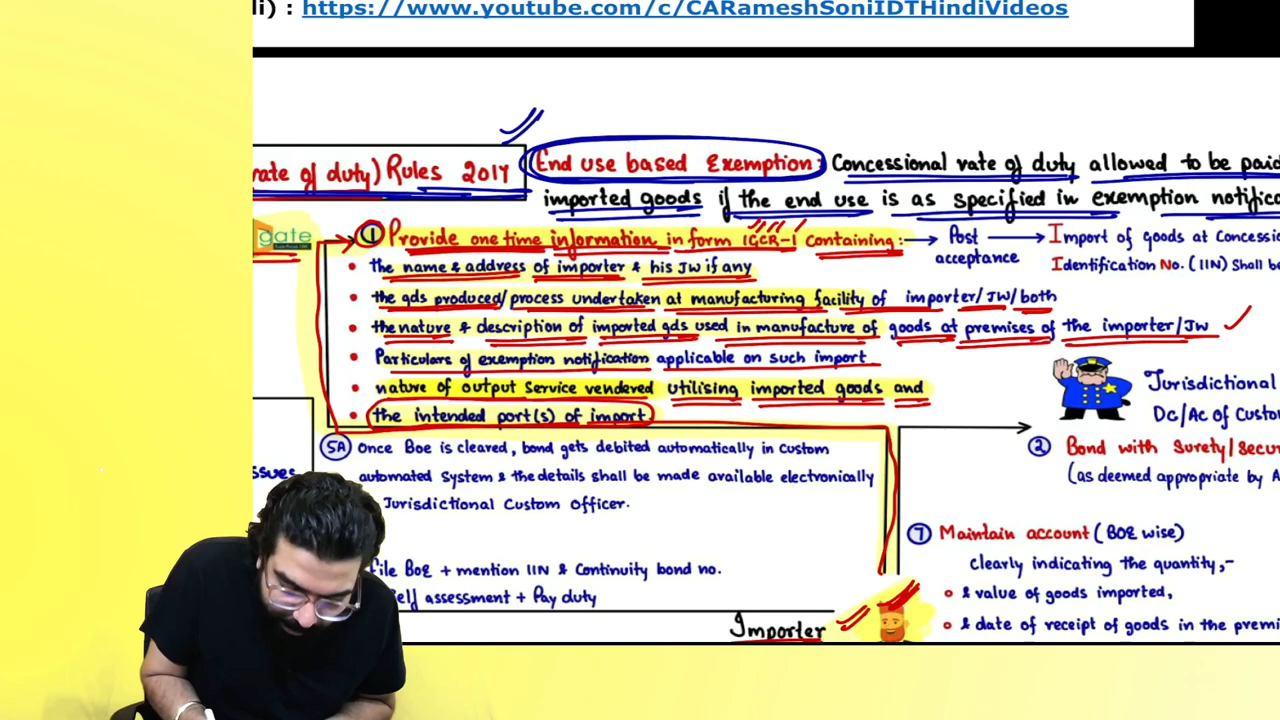 li) : https://www.youtube.com/c/CARameshSoniIDTHindiVideos
rate of duty) Rules 2017
End use based Exemption: Concessional rate of duty allowed to be paid
imported goods if the end use is as specified in exemption notifica
gate
① Provide one time information in form IGCR-1 containing:-
Post acceptance
Import of goods at Concessio
Identification No. (IIN) Shall be
• the name & address of importer & his JW if any
• the gds produced/process undertaken at manufacturing facility of importer/JW/both
• the nature & description of imported gds used in manufacture of goods at premises of the importer/JW
• Particulars of exemption notification applicable on such import
• nature of output Service vendered utilising imported goods and
• the intended port(s) of import.
Jurisdictional
Dc/Ac of Custo
② Bond with Surety/secur
(as deemed appropriate by A
ssues
5A Once Boe is cleared, bond gets debited automatically in Custom
automated System & the details shall be made available electronically
Jurisdictional Custom Officer.
file BoE + mention IIN & Continuity bond no.
elf assessment + Pay duty
Importer
⑦ Maintain account (BOE wise)
clearly indicating the quantity,-
o & value of goods imported,
o & date of receipt of goods in the premi